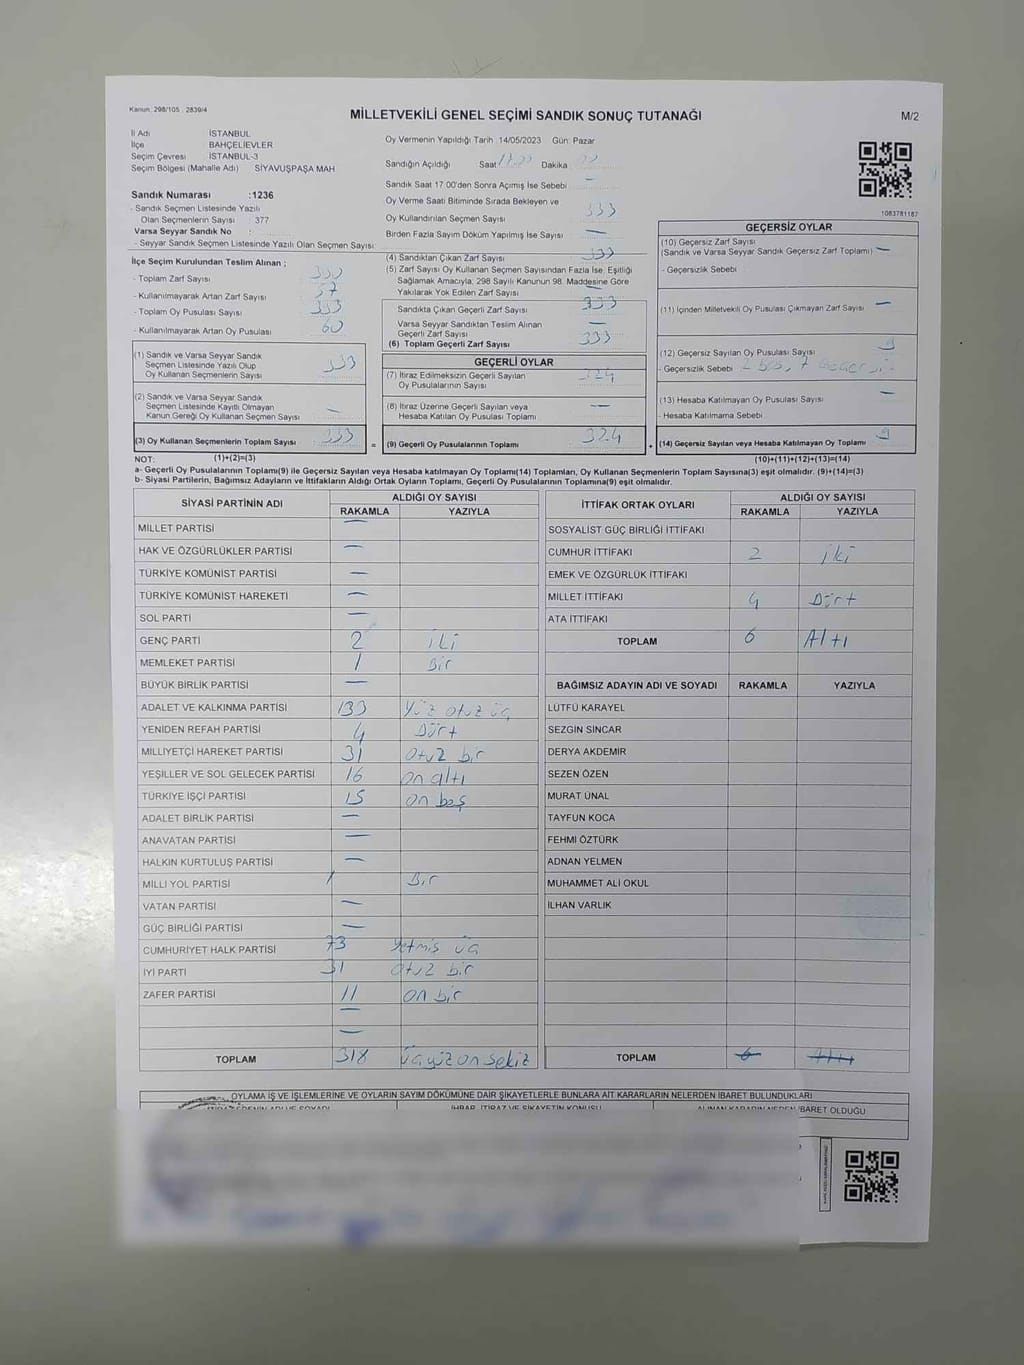 Kanun: 298/105 2839/4
MİLLETVEKİLİ GENEL SEÇİMİ SANDIK SONUÇ TUTANAĞI
M/2
İl Adı İSTANBUL
İlçe BAHÇELİEVLER
Seçim Çevresi İSTANBUL-3
Seçim Bölgesi (Mahalle Adı) SİYAVUŞPAŞA MAH
Sandık Numarası :1236
- Sandık Seçmen Listesinde Yazılı
Olan Seçmenlerin Sayısı : 377
Varsa Seyyar Sandık No :
- Seyyar Sandık Seçmen Listesinde Yazılı Olan Seçmen Sayısı:
İlçe Seçim Kurulundan Teslim Alınan ;
- Toplam Zarf Sayısı
- Kullanılmayarak Artan Zarf Sayısı 57
- Toplam Oy Pusulası Sayısı
- Kullanılmayarak Artan Oy Pusulası 60
(1) Sandık ve Varsa Seyyar Sandık
Seçmen Listesinde Yazılı Olup
Oy Kullanan Seçmenlerin Sayısı 333
(2) Sandık ve Varsa Seyyar Sandık
Seçmen Listesinde Kayıtlı Olmayan
Kanun Gereği Oy Kullanan Seçmen Sayısı —
(3) Oy Kullanan Seçmenlerin Toplam Sayısı 333 =
Oy Vermenin Yapıldığı Tarih :14/05/2023 Gün: Pazar
Sandığın Açıldığı Saat Dakika
Sandık Saat 17.00'den Sonra Açımış İse Sebebi —
Oy Verme Saati Bitiminde Sırada Bekleyen ve
Oy Kullandırılan Seçmen Sayısı 333
Birden Fazla Sayım Döküm Yapılmış İse Sayısı —
(4) Sandıktan Çıkan Zarf Sayısı 333
(5) Zarf Sayısı Oy Kullanan Seçmen Sayısından Fazla İse, Eşitliği
Sağlamak Amacıyla; 298 Sayılı Kanunun 98. Maddesine Göre
Yakılarak Yok Edilen Zarf Sayısı —
Sandıkta Çıkan Geçerli Zarf Sayısı 333
Varsa Seyyar Sandıktan Teslim Alınan
Geçerli Zarf Sayısı —
(6) Toplam Geçerli Zarf Sayısı 333
GEÇERLİ OYLAR
(7) İtiraz Edilmeksizin Geçerli Sayılan
Oy Pusulalarının Sayısı 324
(8) İtiraz Üzerine Geçerli Sayılan veya
Hesaba Katılan Oy Pusulası Toplamı —
(9) Geçerli Oy Pusulalarının Toplamı 324 +
1083781187
GEÇERSİZ OYLAR
(10) Geçersiz Zarf Sayısı
(Sandık ve Varsa Seyyar Sandık Geçersiz Zarf Toplamı) —
- Geçersizlik Sebebi
(11) İçinden Milletvekili Oy Pusulası Çıkmayan Zarf Sayısı —
(12) Geçersiz Sayılan Oy Pusulası Sayısı 9
- Geçersizlik Sebebi 2 boş, 7 Geçersiz
(13) Hesaba Katılmayan Oy Pusulası Sayısı —
- Hesaba Katılmama Sebebi
(14) Geçersiz Sayılan veya Hesaba Katılmayan Oy Toplamı 9
NOT: (1)+(2)=(3) (10)+(11)+(12)+(13)=(14)
a- Geçerli Oy Pusulalarının Toplamı(9) ile Geçersiz Sayılan veya Hesaba katılmayan Oy Toplamı(14) Toplamları, Oy Kullanan Seçmenlerin Toplam Sayısına(3) eşit olmalıdır. (9)+(14)=(3)
b- Siyasi Partilerin, Bağımsız Adayların ve İttifakların Aldığı Ortak Oyların Toplamı, Geçerli Oy Pusulalarının Toplamına(9) eşit olmalıdır.
SİYASİ PARTİNİN ADI ALDIĞI OY SAYISI
RAKAMLA YAZIYLA
MİLLET PARTİSİ —
HAK VE ÖZGÜRLÜKLER PARTİSİ —
TÜRKİYE KOMÜNİST PARTİSİ —
TÜRKİYE KOMÜNİST HAREKETİ —
SOL PARTİ —
GENÇ PARTİ 2 iki
MEMLEKET PARTİSİ 1 Bir
BÜYÜK BİRLİK PARTİSİ —
ADALET VE KALKINMA PARTİSİ 133 Yüz otuz üç
YENİDEN REFAH PARTİSİ 4 Dört
MİLLİYETÇİ HAREKET PARTİSİ 31 otuz bir
YEŞİLLER VE SOL GELECEK PARTİSİ 16 on altı
TÜRKİYE İŞÇİ PARTİSİ 15 on beş
ADALET BİRLİK PARTİSİ —
ANAVATAN PARTİSİ —
HALKIN KURTULUŞ PARTİSİ —
MİLLİ YOL PARTİSİ 1 Bir
VATAN PARTİSİ —
GÜÇ BİRLİĞİ PARTİSİ —
CUMHURİYET HALK PARTİSİ 73 Yetmiş üç
İYİ PARTİ 31 otuz bir
ZAFER PARTİSİ 11 on bir
—
—
TOPLAM 318 üçyüz on sekiz
İTTİFAK ORTAK OYLARI ALDIĞI OY SAYISI
RAKAMLA YAZIYLA
SOSYALİST GÜÇ BİRLİĞİ İTTİFAKI
CUMHUR İTTİFAKI 2 iki
EMEK VE ÖZGÜRLÜK İTTİFAKI
MİLLET İTTİFAKI 4 Dört
ATA İTTİFAKI
TOPLAM 6 Altı
BAĞIMSIZ ADAYIN ADI VE SOYADI RAKAMLA YAZIYLA
LÜTFÜ KARAYEL
SEZGİN SİNCAR
DERYA AKDEMİR
SEZEN ÖZEN
MURAT ÜNAL
TAYFUN KOCA
FEHMİ ÖZTÜRK
ADNAN YELMEN
MUHAMMET ALİ OKUL
İLHAN VARLIK
TOPLAM 6 Altı
OYLAMA İŞ VE İŞLEMLERİNE VE OYLARIN SAYIM DÖKÜMÜNE DAİR ŞİKAYETLERLE BUNLARA AİT KARARLARIN NELERDEN İBARET BULUNDUKLARI
İHBAR, İTİRAZ VE ŞİKAYETİN KONUSU ALINAN KARARIN NEDEN İBARET OLDUĞU